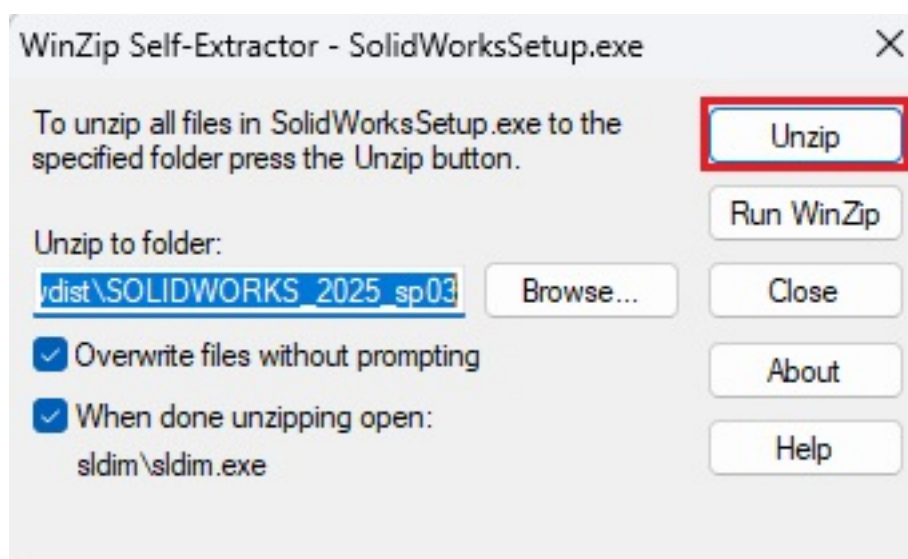 WinZip Self-Extractor - SolidWorksSetup.exe
To unzip all files in SolidWorksSetup.exe to the
specified folder press the Unzip button.
Unzip
Run WinZip
Unzip to folder:
\SOLIDWORKS_2025_sp03
Browse...
Close
Overwrite files without prompting
About
When done unzipping open:
sldim\sldim.exe
Help